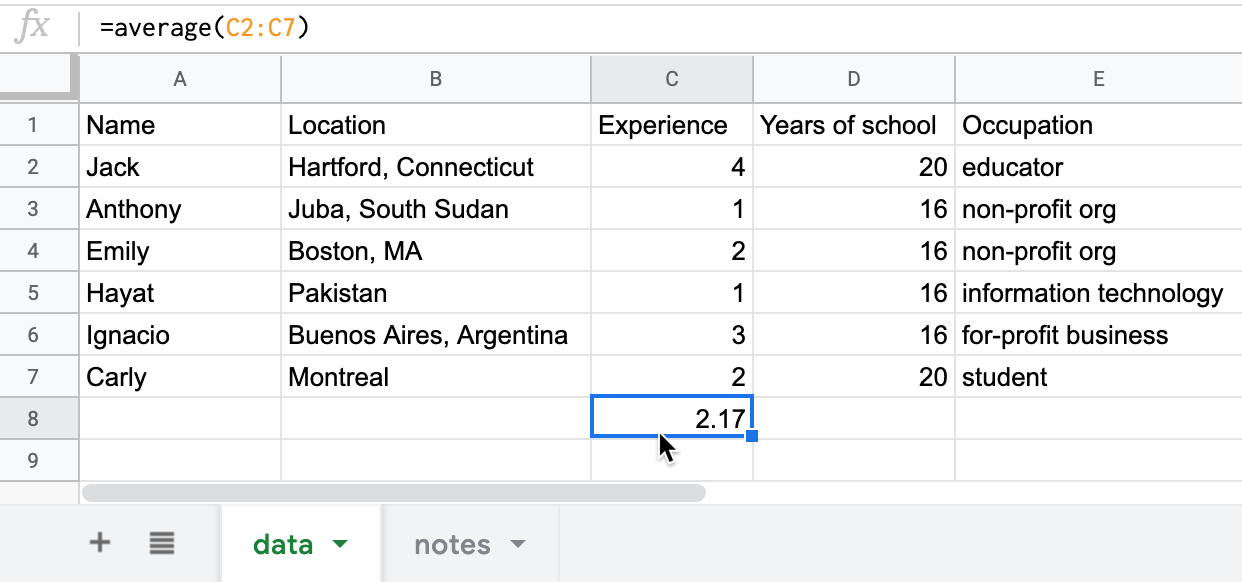 fx =average(C2:C7)
A B C D E
1 Name Location Experience Years of school Occupation
2 Jack Hartford, Connecticut 4 20 educator
3 Anthony Juba, South Sudan 1 16 non-profit org
4 Emily Boston, MA 2 16 non-profit org
5 Hayat Pakistan 1 16 information technology
6 Ignacio Buenos Aires, Argentina 3 16 for-profit business
7 Carly Montreal 2 20 student
8 2.17
9
+ data notes